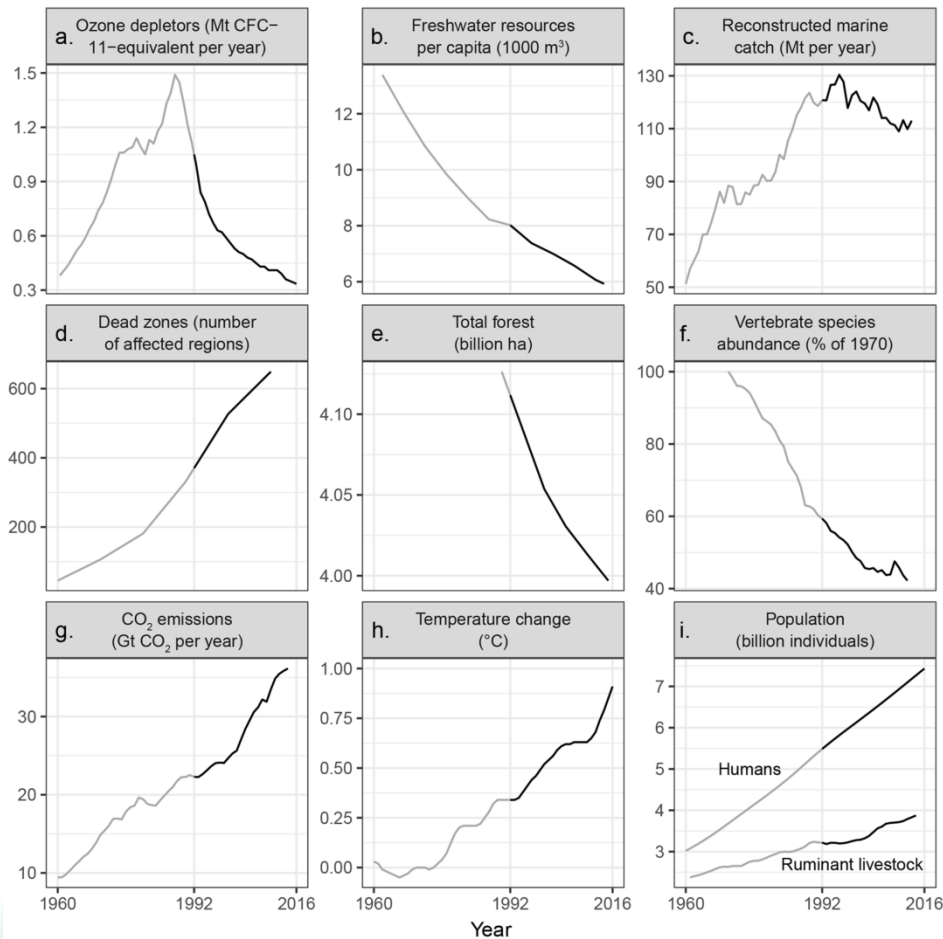 a. Ozone depletors (Mt CFC−
11−equivalent per year)
1.5
1.2
0.9
0.6
0.3
b. Freshwater resources
per capita (1000 m³)
12
10
8
6
c. Reconstructed marine
catch (Mt per year)
130
110
90
70
50
d. Dead zones (number
of affected regions)
600
400
200
e. Total forest
(billion ha)
4.10
4.05
4.00
f. Vertebrate species
abundance (% of 1970)
100
80
60
40
g. CO₂ emissions
(Gt CO₂ per year)
30
20
10
1960 1992 2016
h. Temperature change
(°C)
1.00
0.75
0.50
0.25
0.00
1960 1992 2016
i. Population
(billion individuals)
7
6
5
4
3
Humans
Ruminant livestock
1960 1992 2016
Year